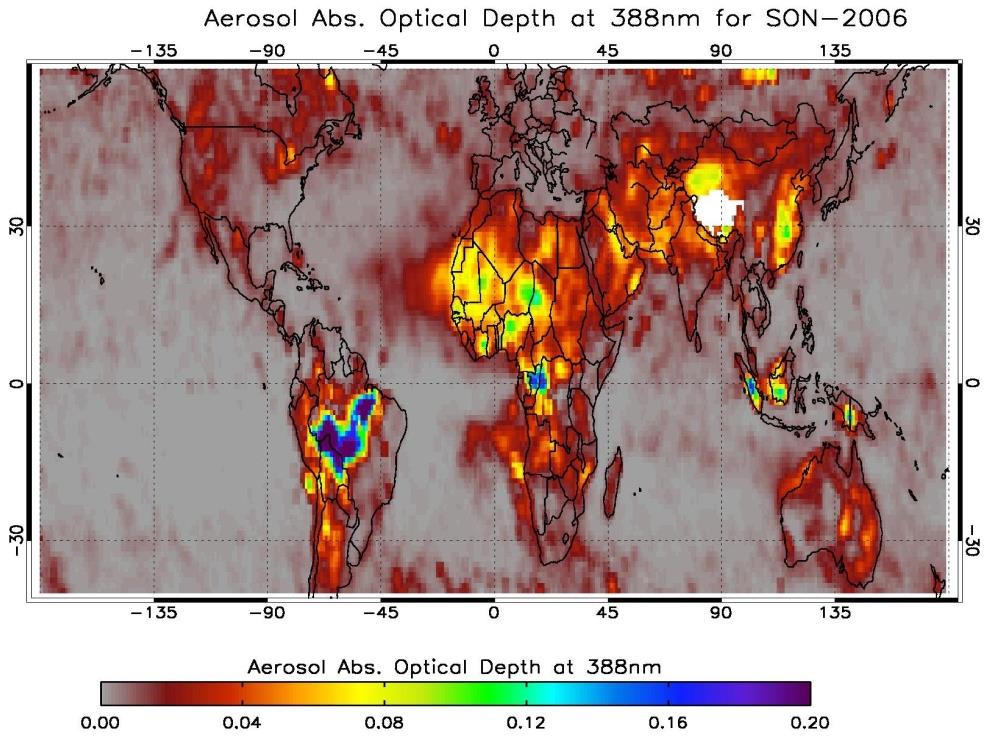 Aerosol Abs. Optical Depth at 388nm for SON−2006
−135 −90 −45 0 45 90 135
30 30
0 0
−30 −30
−135 −90 −45 0 45 90 135
Aerosol Abs. Optical Depth at 388nm
0.00 0.04 0.08 0.12 0.16 0.20